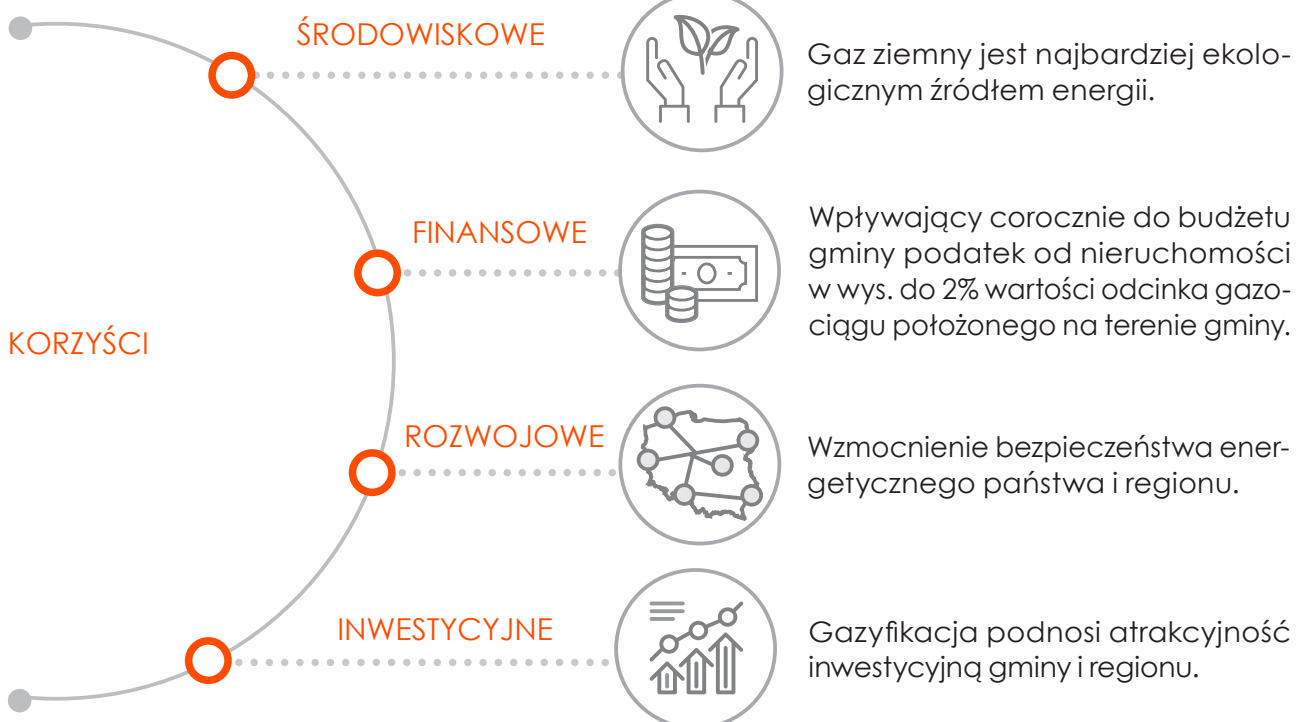 KORZYŚCI
ŚRODOWISKOWE
Gaz ziemny jest najbardziej ekolo-
gicznym źródłem energii.
FINANSOWE
Wpływający corocznie do budżetu
gminy podatek od nieruchomości
w wys. do 2% wartości odcinka gazo-
ciągu położonego na terenie gminy.
ROZWOJOWE
Wzmocnienie bezpieczeństwa ener-
getycznego państwa i regionu.
INWESTYCYJNE
Gazyfikacja podnosi atrakcyjność
inwestycyjną gminy i regionu.